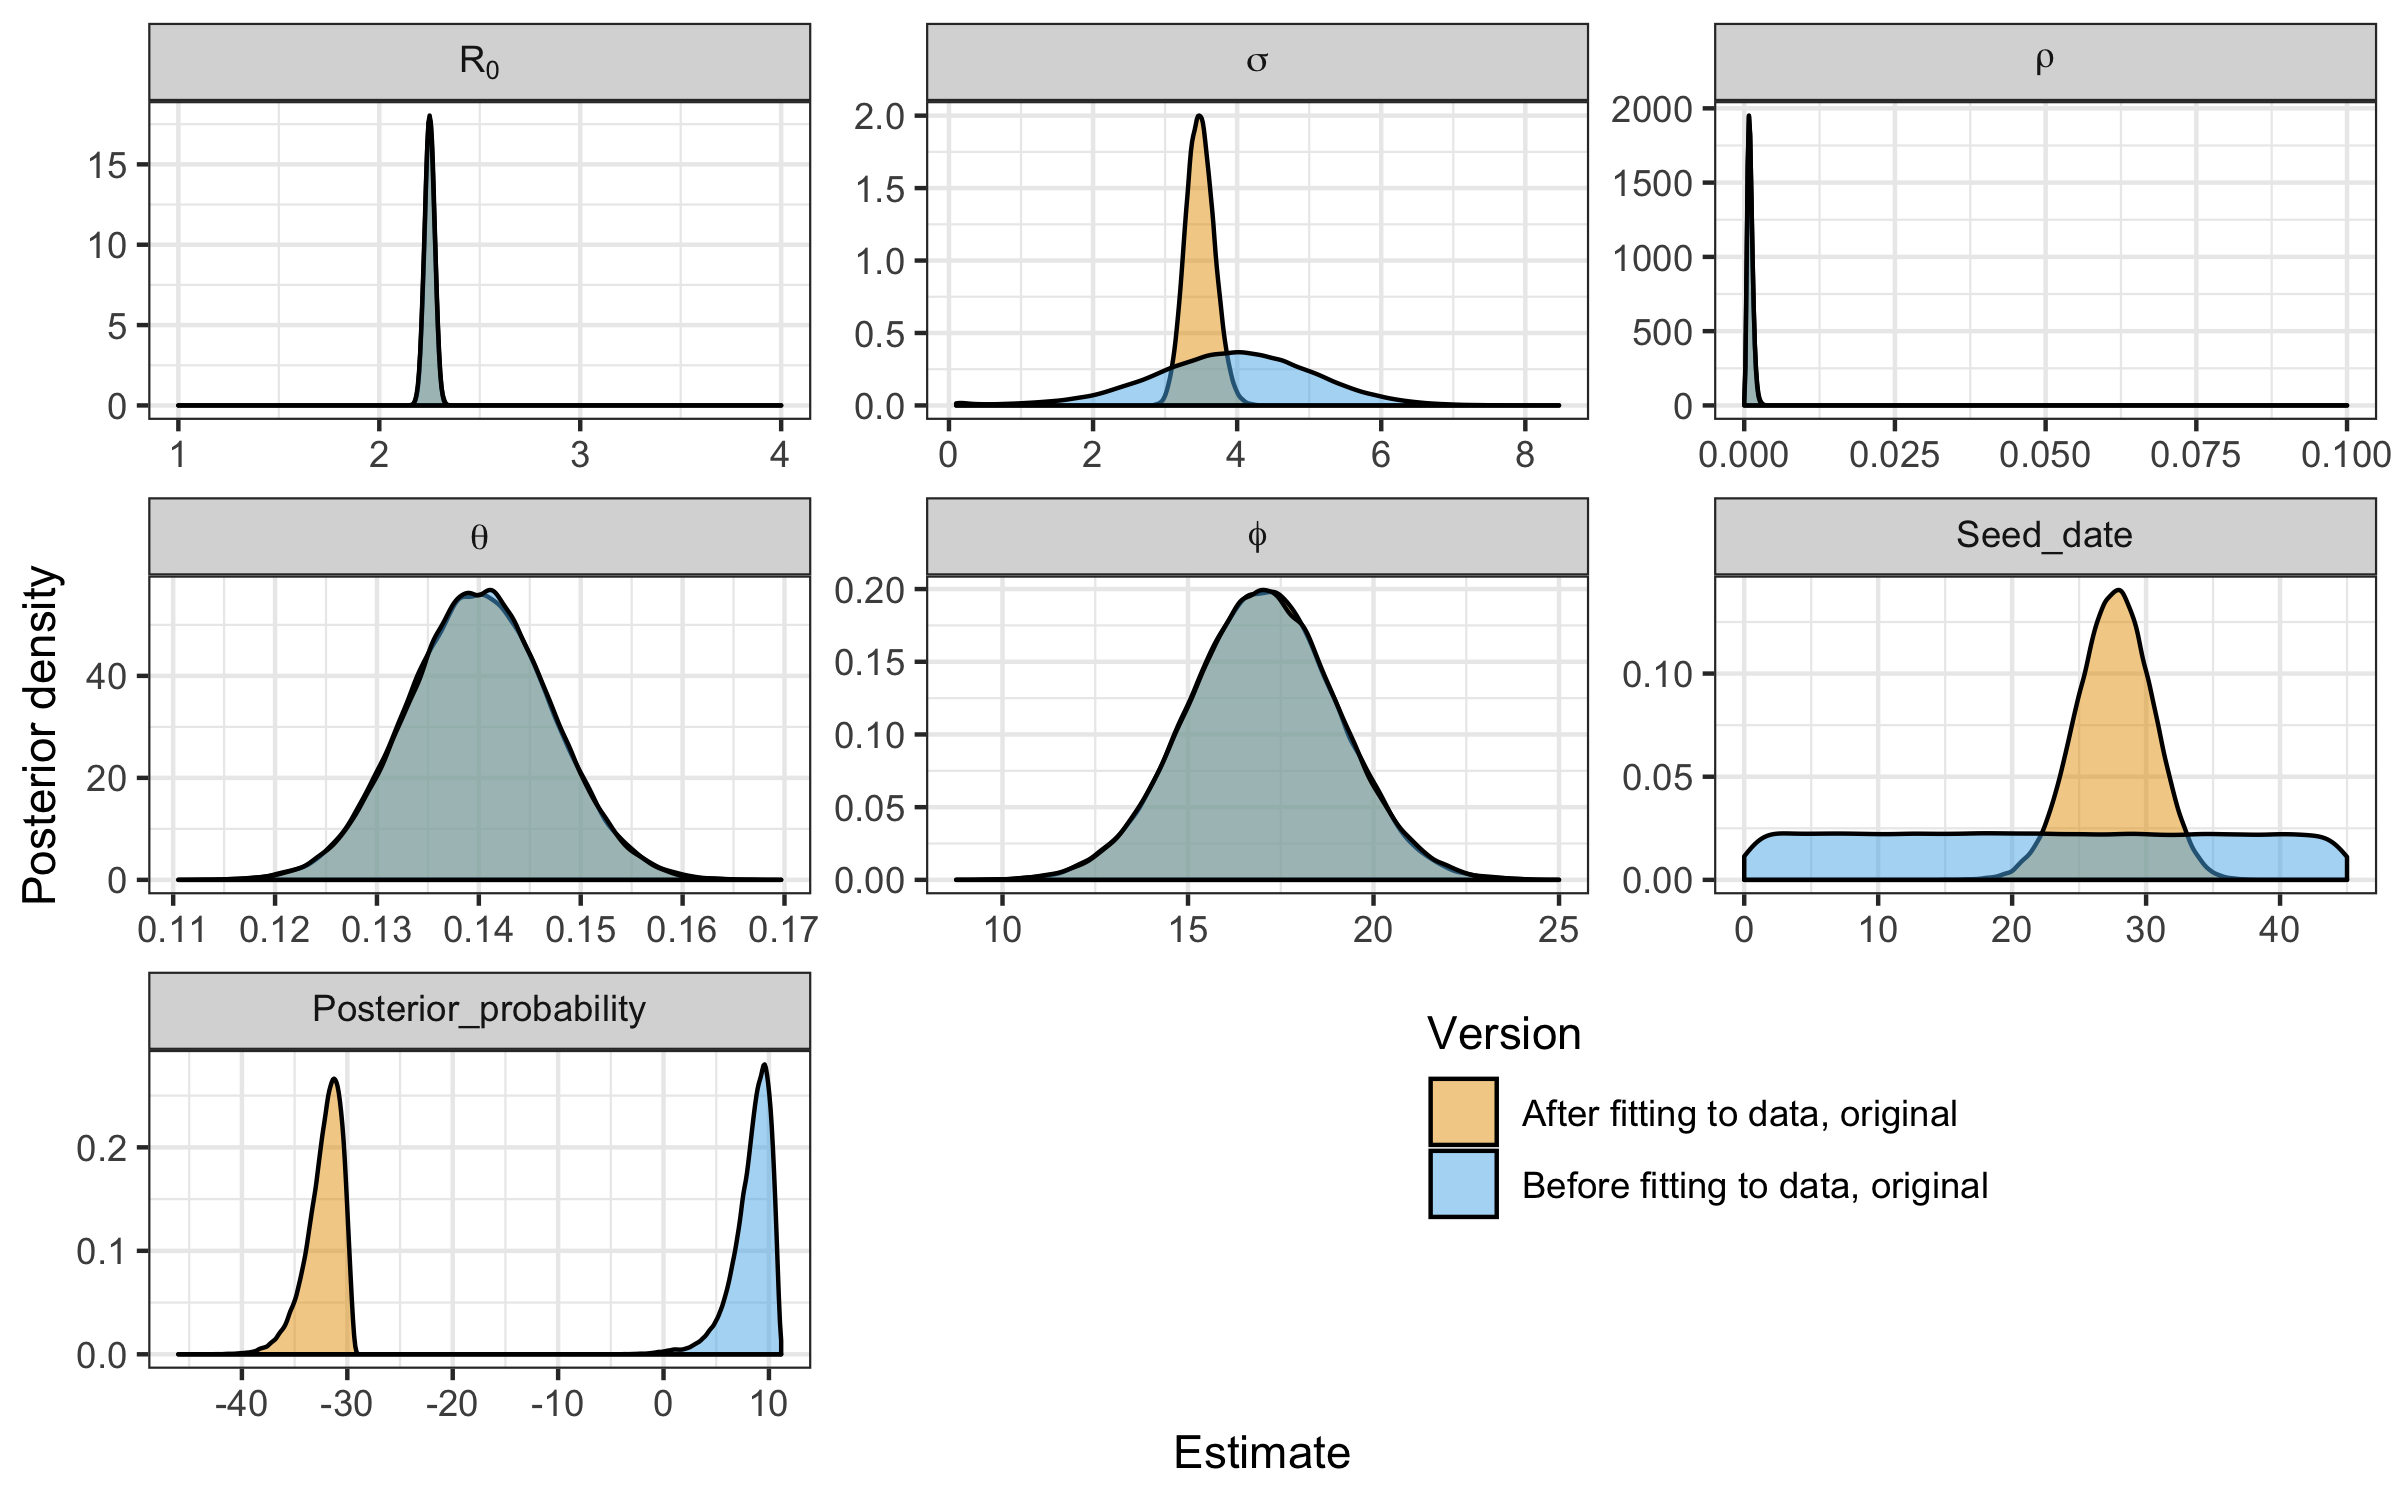 R₀
σ
ρ
15
10
5
0
1 2 3 4
2.0
1.5
1.0
0.5
0.0
0 2 4 6 8
2000
1500
1000
500
0
0.000 0.025 0.050 0.075 0.100
θ
φ
Seed_date
Posterior density
40
20
0
0.11 0.12 0.13 0.14 0.15 0.16 0.17
0.20
0.15
0.10
0.05
0.00
10 15 20 25
0.10
0.05
0.00
0 10 20 30 40
Posterior_probability
0.2
0.1
0.0
-40 -30 -20 -10 0 10
Version
After fitting to data, original
Before fitting to data, original
Estimate